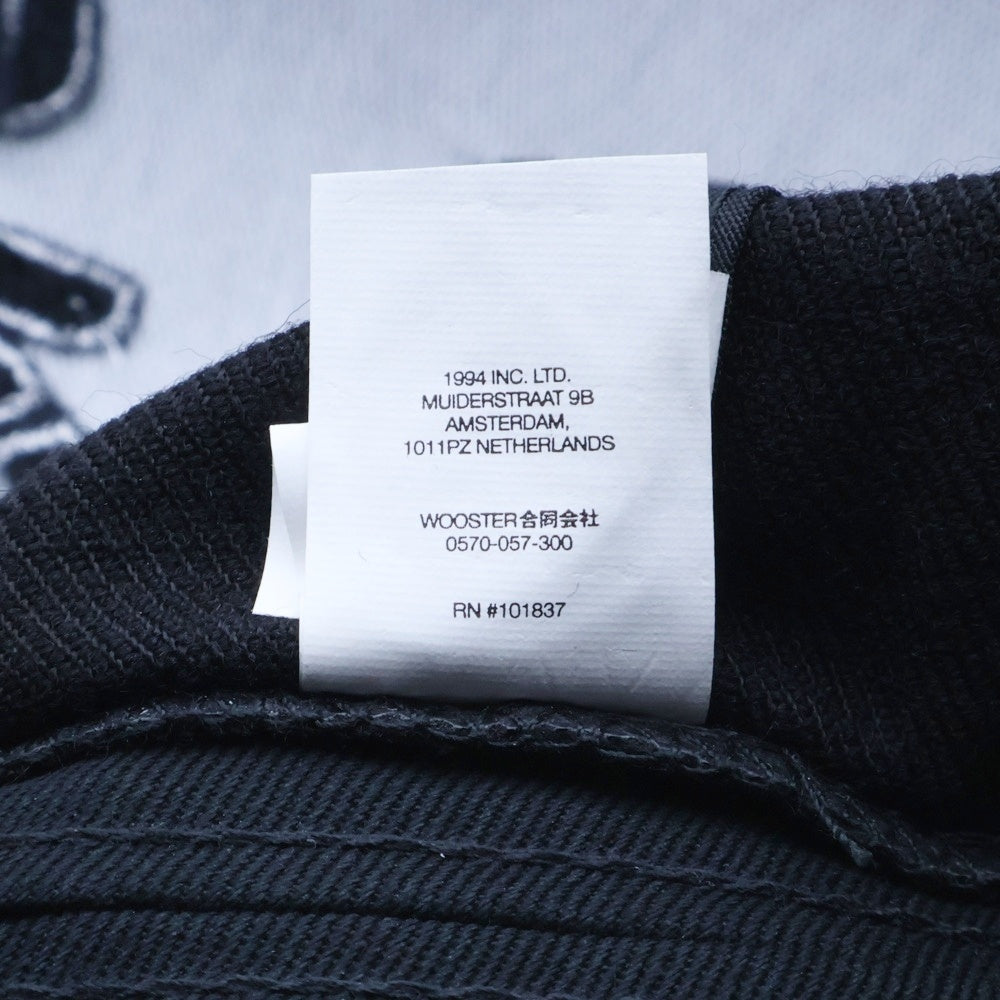 1994 INC. LTD.
MUIDERSTRAAT 9B
AMSTERDAM,
1011PZ NETHERLANDS
WOOSTER合同会社
0570-057-300
RN #101837